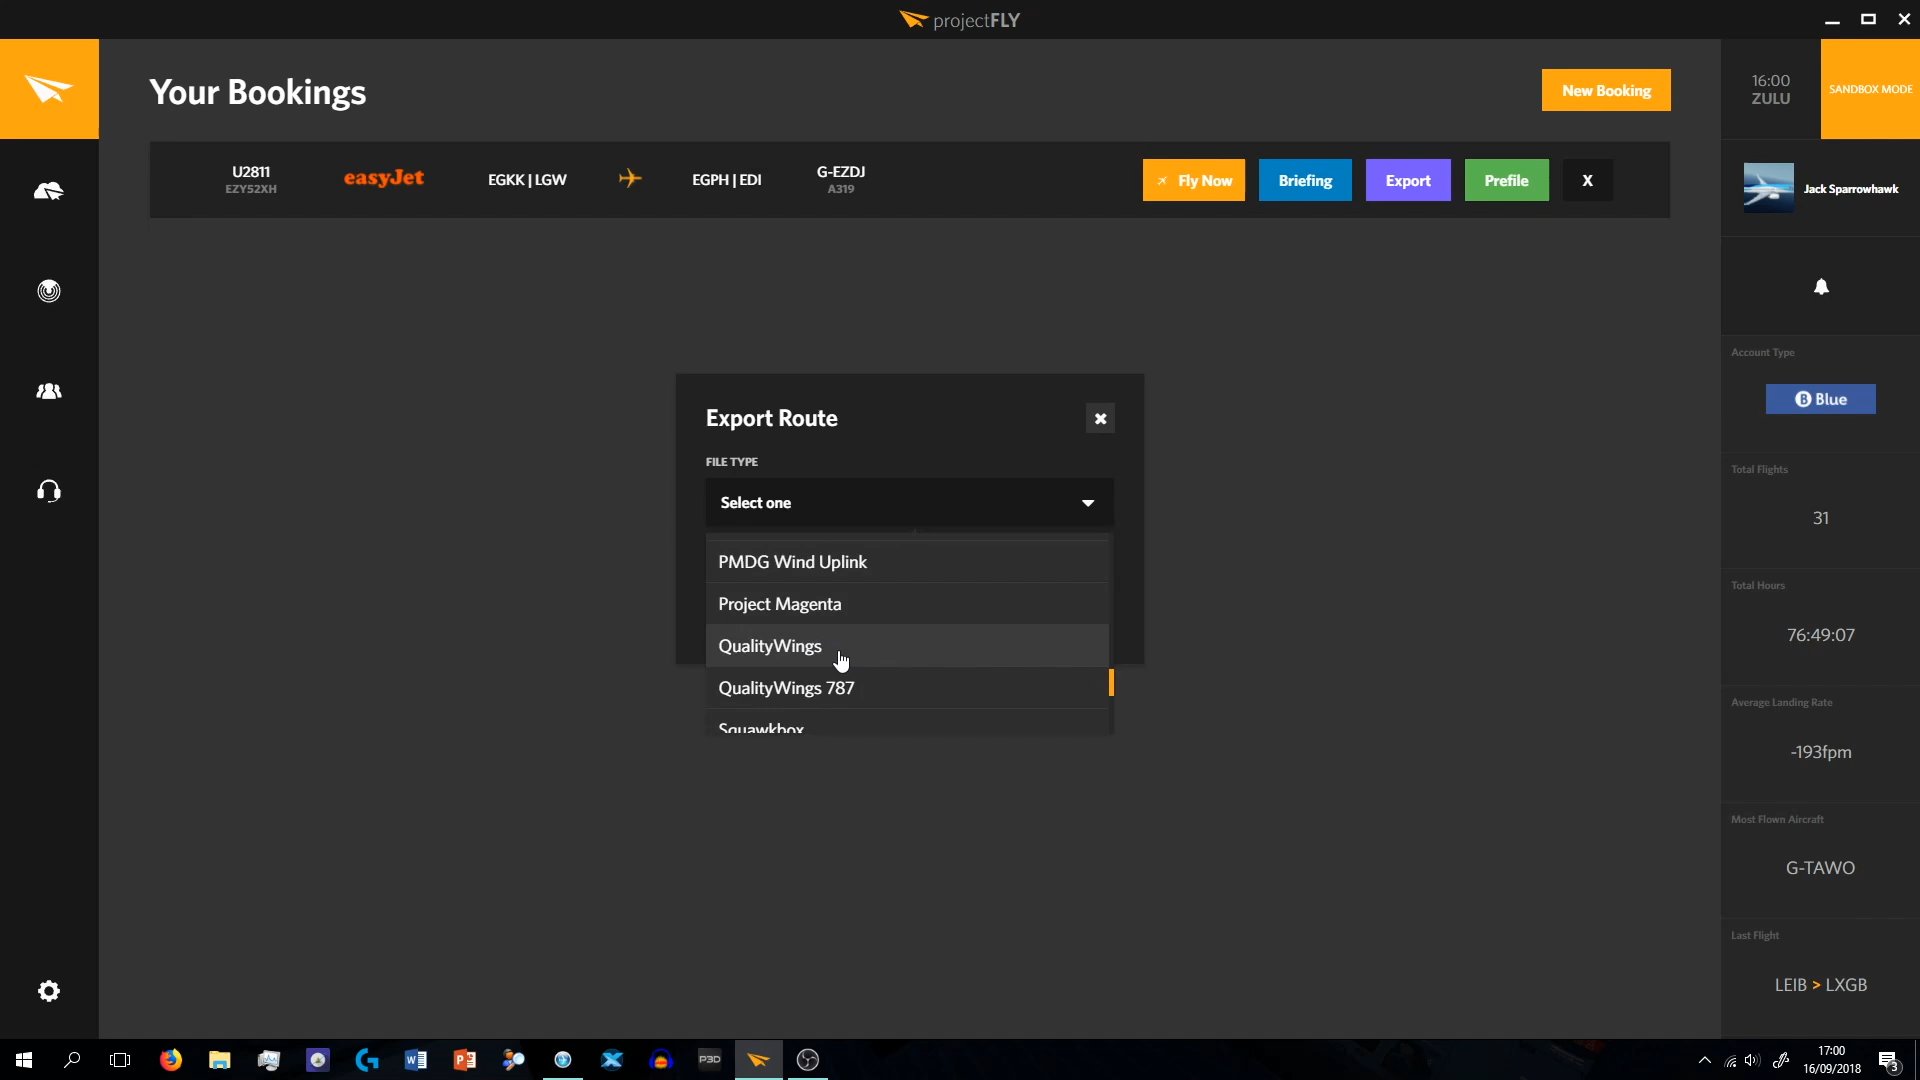 projectFLY
Your Bookings
New Booking
16:00
ZULU
SANDBOX MODE
U2811
EZY52XH
easyJet
EGKK | LGW
EGPH | EDI
G-EZDJ
A319
Fly Now
Briefing
Export
Prefile
X
Jack Sparrowhawk
Export Route
FILE TYPE
Select one
PMDG Wind Uplink
Project Magenta
QualityWings
QualityWings 787
Squawkbox
Account Type
B Blue
Total Flights
31
Total Hours
76:49:07
Average Landing Rate
-193fpm
Most Flown Aircraft
G-TAWO
Last Flight
LEIB > LXGB
P3D
17:00
16/09/2018
3